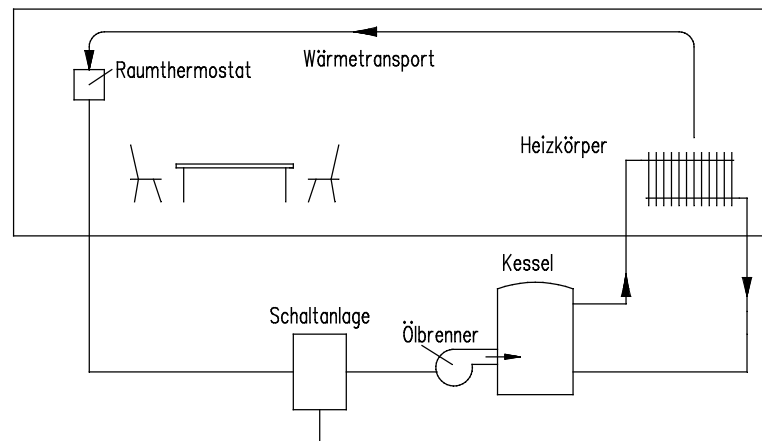 Wärmetransport
Raumthermostat
Heizkörper
Kessel
Schaltanlage
Ölbrenner